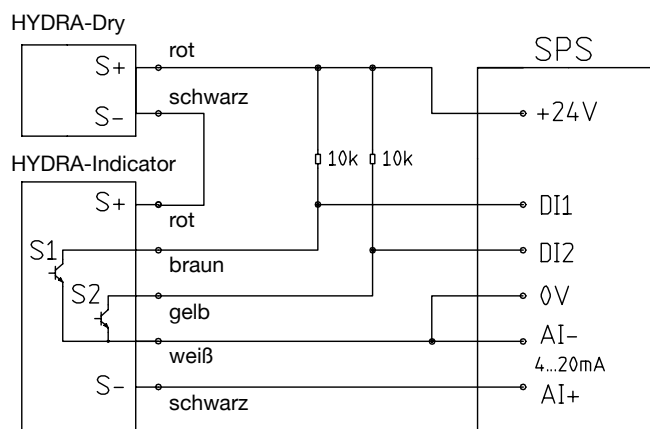 HYDRA-Dry
rot
SPS
S+
schwarz
S-
+24V
HYDRA-Indicator
10k
10k
S+
rot
DI1
S1
braun
DI2
S2
gelb
0V
weiß
AI-
4...20mA
S-
schwarz
AI+